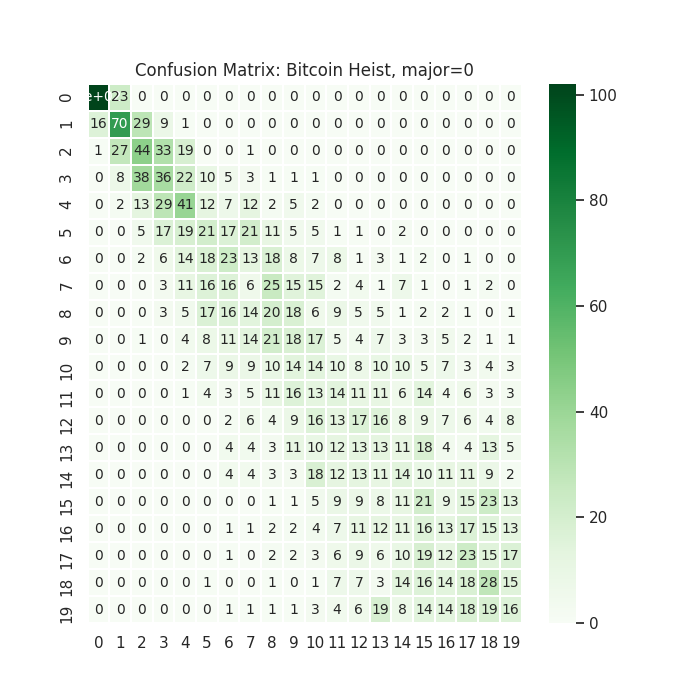 Confusion Matrix: Bitcoin Heist, major=0
0 e+0 23 0 0 0 0 0 0 0 0 0 0 0 0 0 0 0 0 0 0 100
1 16 70 29 9 1 0 0 0 0 0 0 0 0 0 0 0 0 0 0 0
2 1 27 44 33 19 0 0 1 0 0 0 0 0 0 0 0 0 0 0 0
3 0 8 38 36 22 10 5 3 1 1 1 0 0 0 0 0 0 0 0 0
4 0 2 13 29 41 12 7 12 2 5 2 0 0 0 0 0 0 0 0 0 80
5 0 0 5 17 19 21 17 21 11 5 5 1 1 0 2 0 0 0 0 0
6 0 0 2 6 14 18 23 13 18 8 7 8 1 3 1 2 0 1 0 0
7 0 0 0 3 11 16 16 6 25 15 15 2 4 1 7 1 0 1 2 0
8 0 0 0 3 5 17 16 14 20 18 6 9 5 5 1 2 2 1 0 1 60
9 0 0 1 0 4 8 11 14 21 18 17 5 4 7 3 3 5 2 1 1
10 0 0 0 0 2 7 9 9 10 14 14 10 8 10 10 5 7 3 4 3
11 0 0 0 0 1 4 3 5 11 16 13 14 11 11 6 14 4 6 3 3
12 0 0 0 0 0 0 2 6 4 9 16 13 17 16 8 9 7 6 4 8 40
13 0 0 0 0 0 0 4 4 3 11 10 12 13 13 11 18 4 4 13 5
14 0 0 0 0 0 0 4 4 3 3 18 12 13 11 14 10 11 11 9 2
15 0 0 0 0 0 0 0 0 1 1 5 9 9 8 11 21 9 15 23 13
16 0 0 0 0 0 0 1 1 2 2 4 7 11 12 11 16 13 17 15 13 20
17 0 0 0 0 0 0 1 0 2 2 3 6 9 6 10 19 12 23 15 17
18 0 0 0 0 0 1 0 0 1 0 1 7 7 3 14 16 14 18 28 15
19 0 0 0 0 0 0 1 1 1 1 3 4 6 19 8 14 14 18 19 16 0
0 1 2 3 4 5 6 7 8 9 10 11 12 13 14 15 16 17 18 19